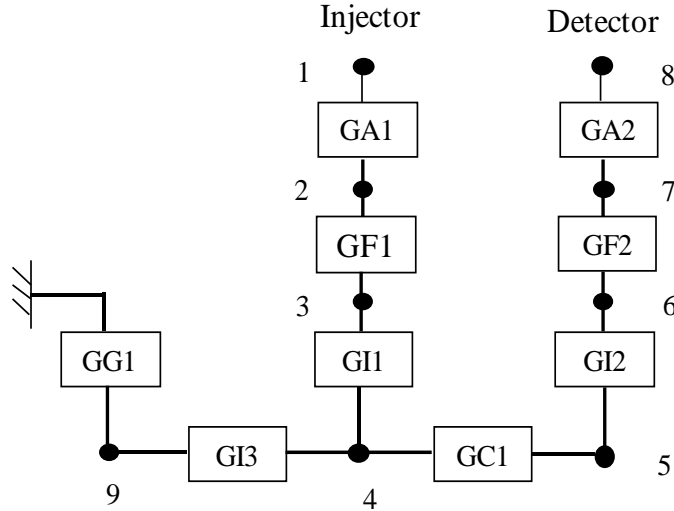 Injector Detector
1 8
GA1 GA2
2 7
GF1 GF2
3 6
GG1 GI1 GI2
GI3 GC1 5
9 4